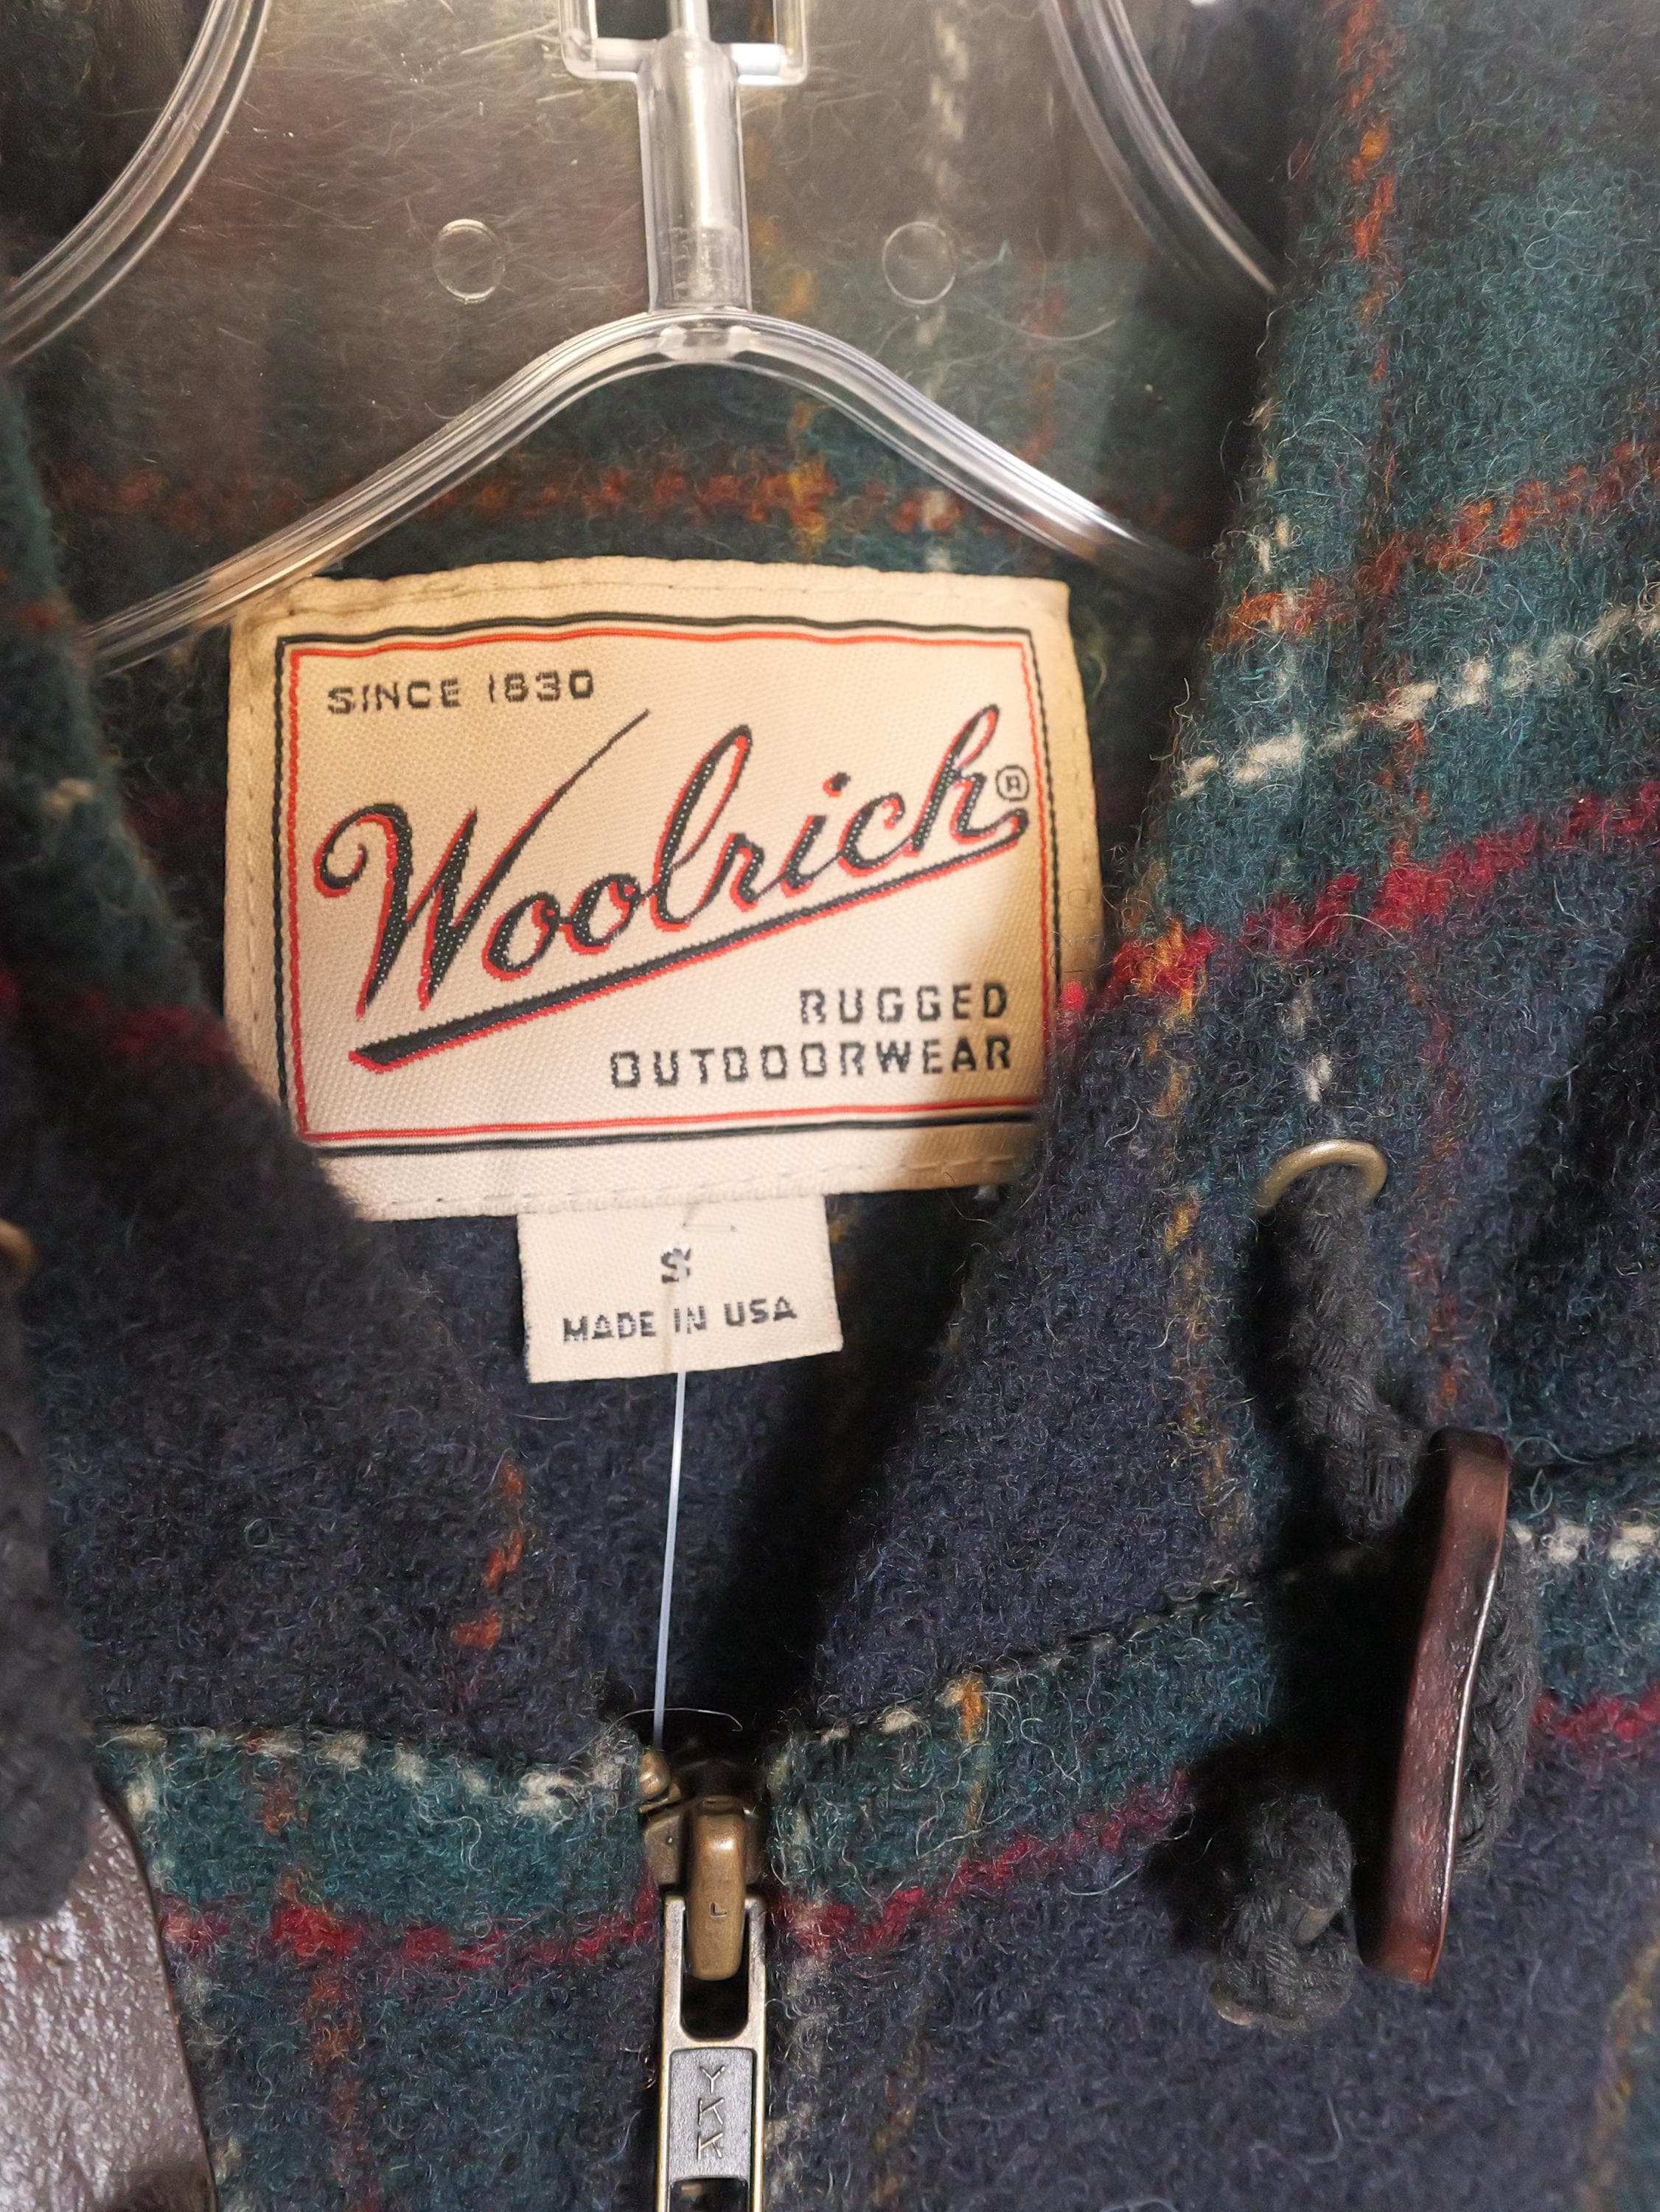 SINCE 1830
Woolrich®
RUGGED
OUTDOORWEAR
S
MADE IN USA
L
YKK